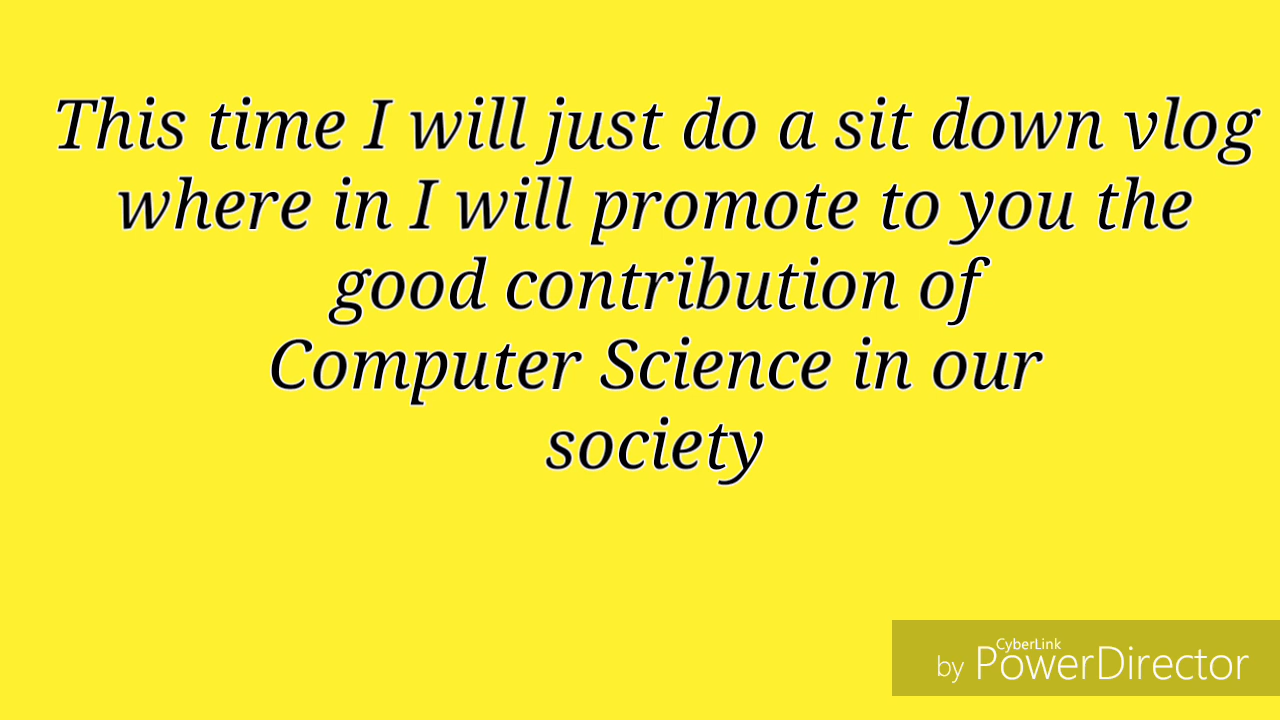 This time I will just do a sit down vlog
where in I will promote to you the
good contribution of
Computer Science in our
society
by CyberLink PowerDirector